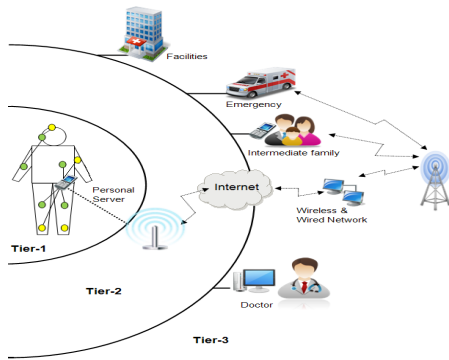 Facilities
Emergency
Intermediate family
Personal
Server
Internet
Wireless &
Wired Network
Tier-1
Tier-2
Doctor
Tier-3